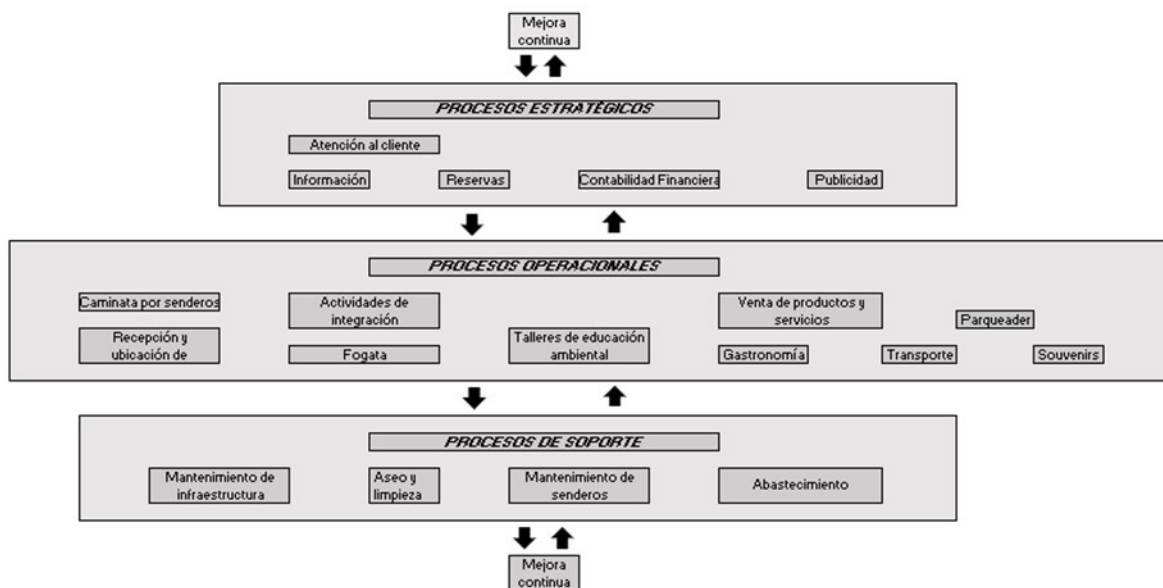 Mejora
continua
PROCESOS ESTRATÉGICOS
Atención al cliente
Información
Reservas
Contabilidad Financiera
Publicidad
PROCESOS OPERACIONALES
Caminata por senderos
Recepción y
ubicación de
Actividades de
integración
Fogata
Talleres de educación
ambiental
Venta de productos y
servicios
Parqueader
Gastronomía
Transporte
Souvenirs
PROCESOS DE SOPORTE
Mantenimiento de
infraestructura
Aseo y
limpieza
Mantenimiento de
senderos
Abastecimiento
Mejora
continua